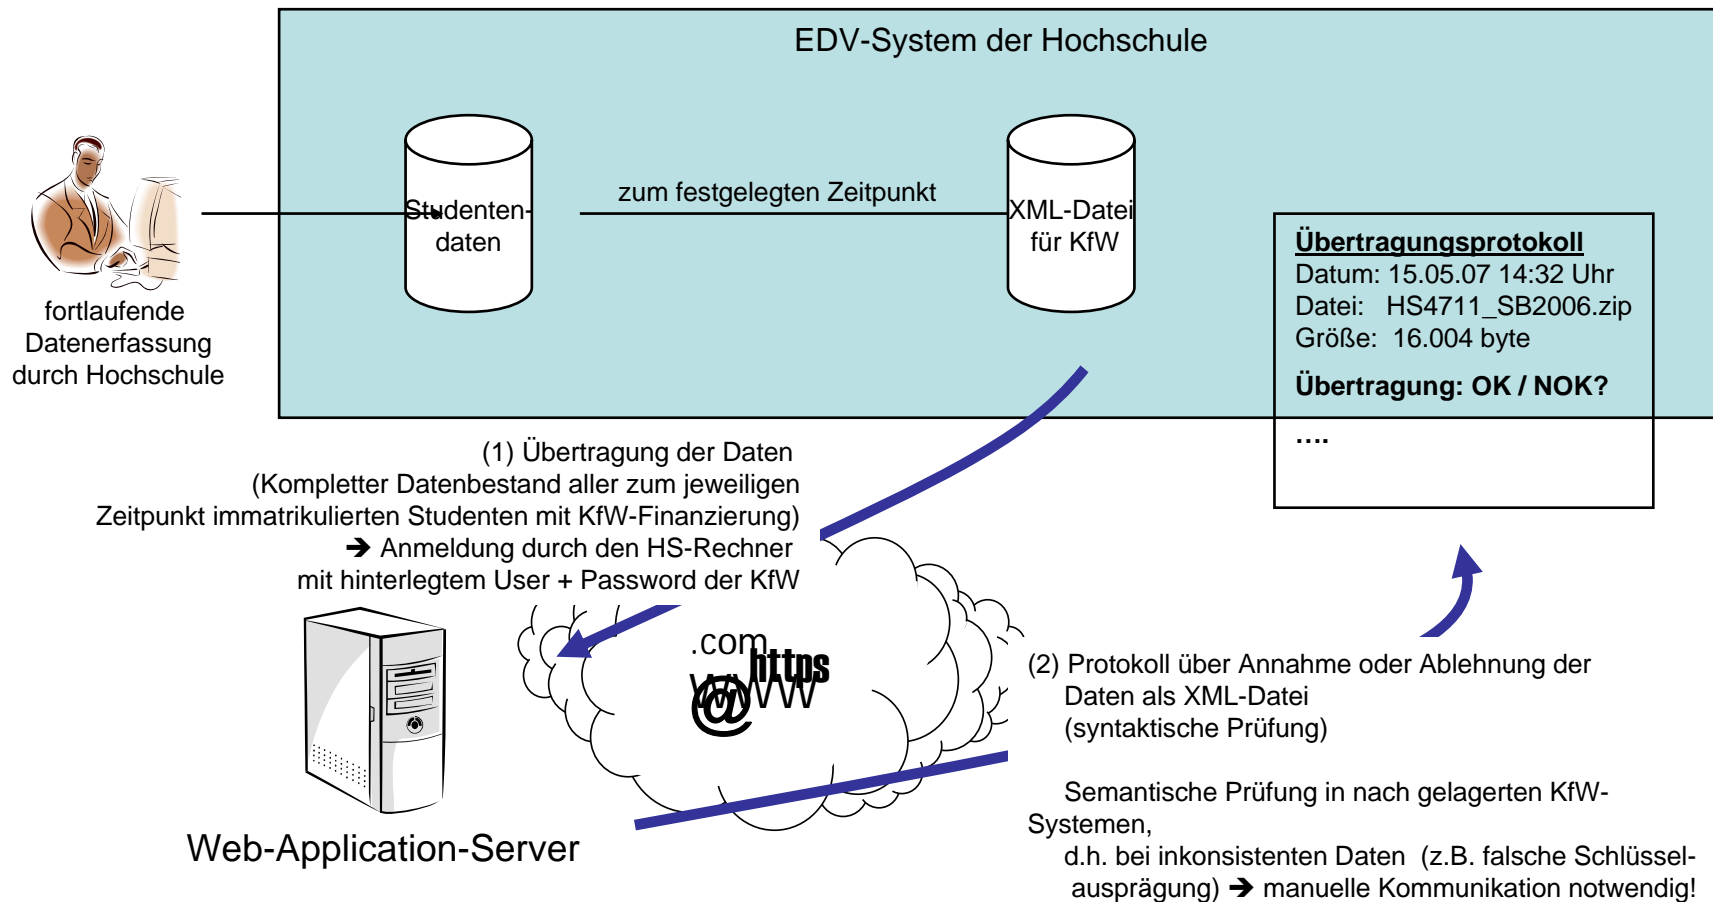 EDV-System der Hochschule
zum festgelegten Zeitpunkt
Studenten-
daten
XML-Datei
für KfW
fortlaufende
Datenerfassung
durch Hochschule
Übertragungsprotokoll
Datum: 15.05.07 14:32 Uhr
Datei: HS4711_SB2006.zip
Größe: 16.004 byte
Übertragung: OK / NOK?
....
(1) Übertragung der Daten
(Kompletter Datenbestand aller zum jeweiligen
Zeitpunkt immatrikulierten Studenten mit KfW-Finanzierung)
➔ Anmeldung durch den HS-Rechner
mit hinterlegtem User + Password der KfW
.com
https
WWW
@
Web-Application-Server
(2) Protokoll über Annahme oder Ablehnung der
Daten als XML-Datei
(syntaktische Prüfung)
Semantische Prüfung in nach gelagerten KfW-
Systemen,
d.h. bei inkonsistenten Daten (z.B. falsche Schlüssel-
ausprägung) ➔ manuelle Kommunikation notwendig!